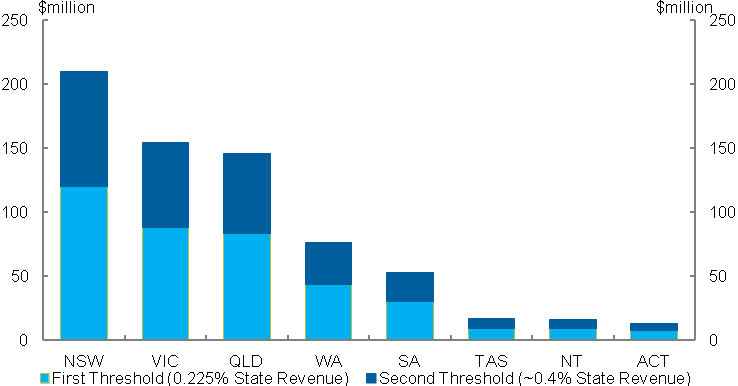 $million $million
250 250
200 200
150 150
100 100
50 50
0 0
NSW VIC QLD WA SA TAS NT ACT
First Threshold (0.225% State Revenue) Second Threshold (~0.4% State Revenue)